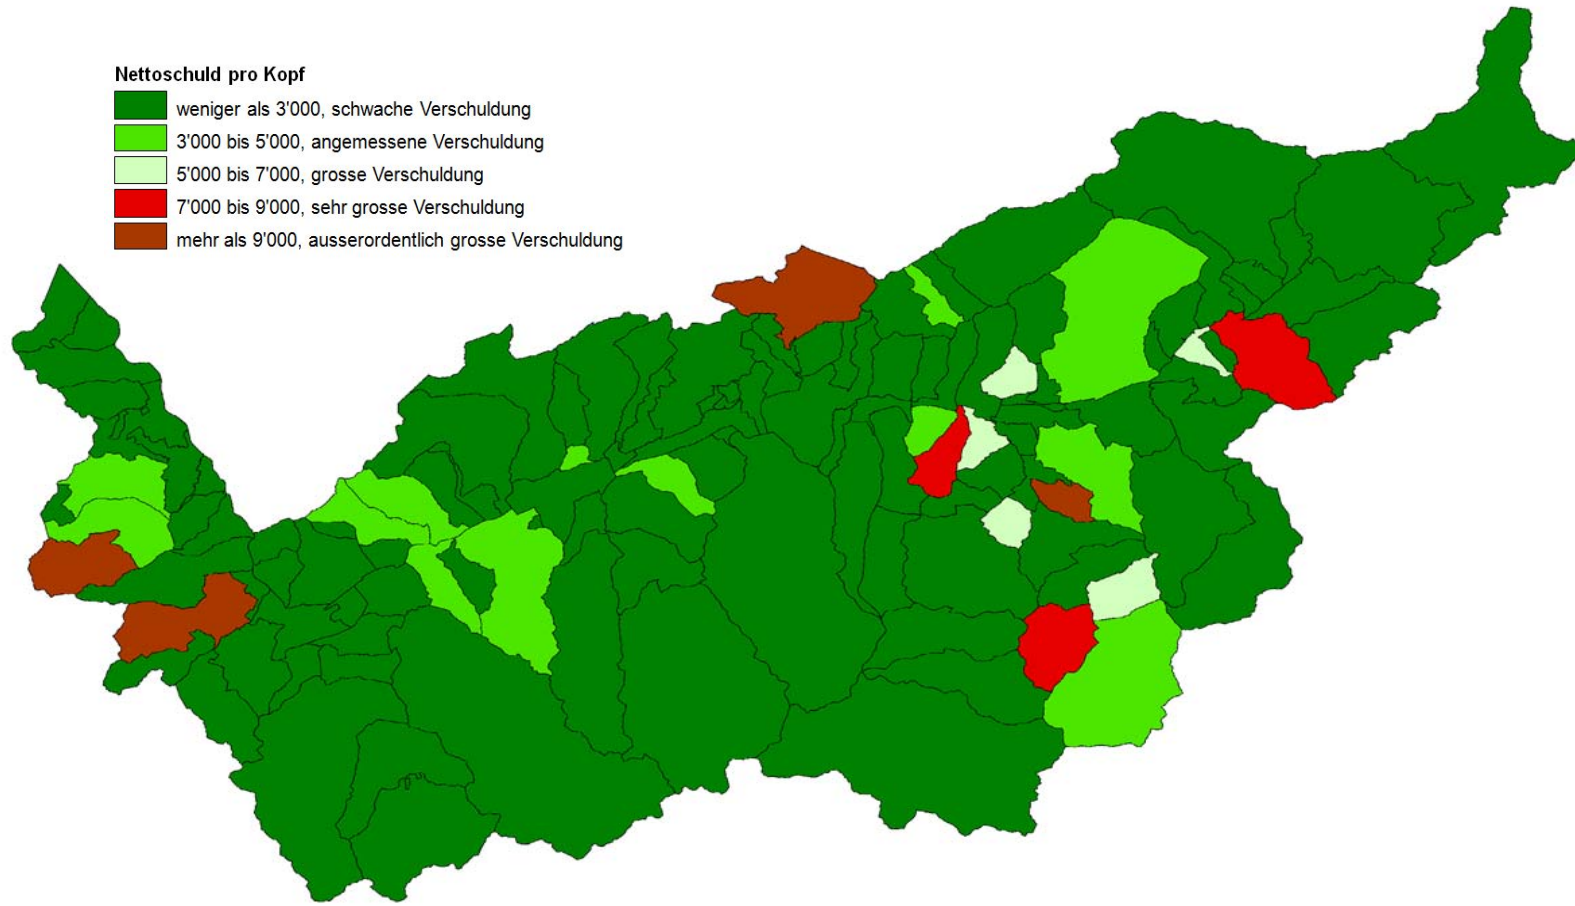 Nettoschuld pro Kopf
weniger als 3'000, schwache Verschuldung
3'000 bis 5'000, angemessene Verschuldung
5'000 bis 7'000, grosse Verschuldung
7'000 bis 9'000, sehr grosse Verschuldung
mehr als 9'000, ausserordentlich grosse Verschuldung